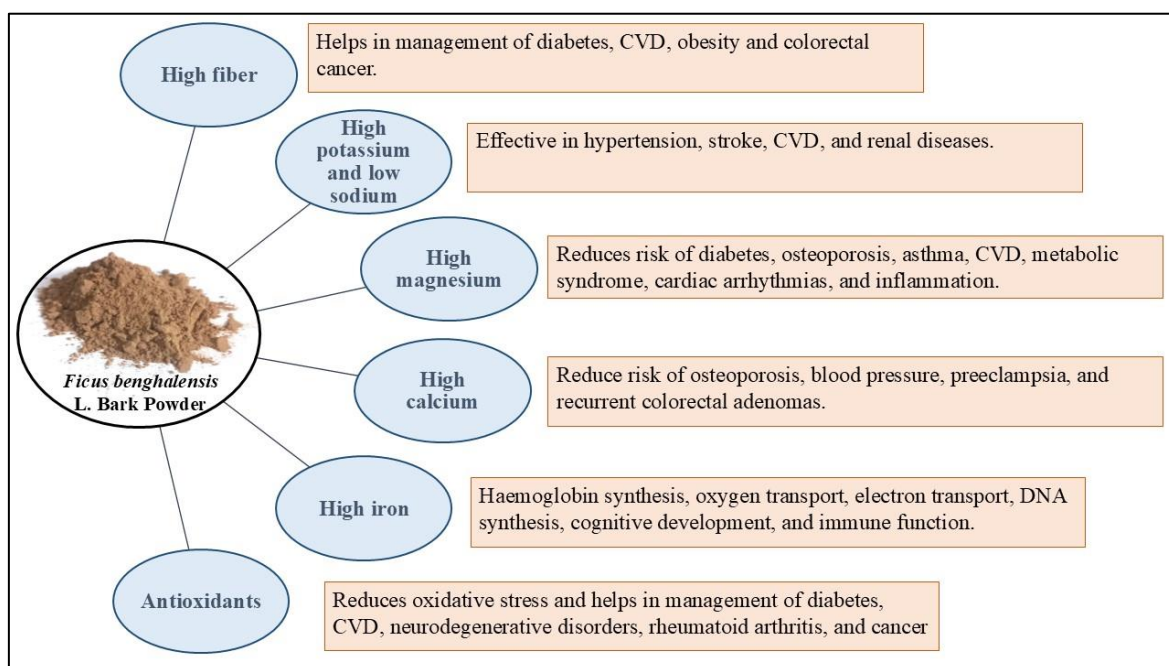 High fiber
Helps in management of diabetes, CVD, obesity and colorectal
cancer.
High
potassium
and low
sodium
Effective in hypertension, stroke, CVD, and renal diseases.
High
magnesium
Reduces risk of diabetes, osteoporosis, asthma, CVD, metabolic
syndrome, cardiac arrhythmias, and inflammation.
Ficus benghalensis
L. Bark Powder
High
calcium
Reduce risk of osteoporosis, blood pressure, preeclampsia, and
recurrent colorectal adenomas.
High iron
Haemoglobin synthesis, oxygen transport, electron transport, DNA
synthesis, cognitive development, and immune function.
Antioxidants
Reduces oxidative stress and helps in management of diabetes,
CVD, neurodegenerative disorders, rheumatoid arthritis, and cancer